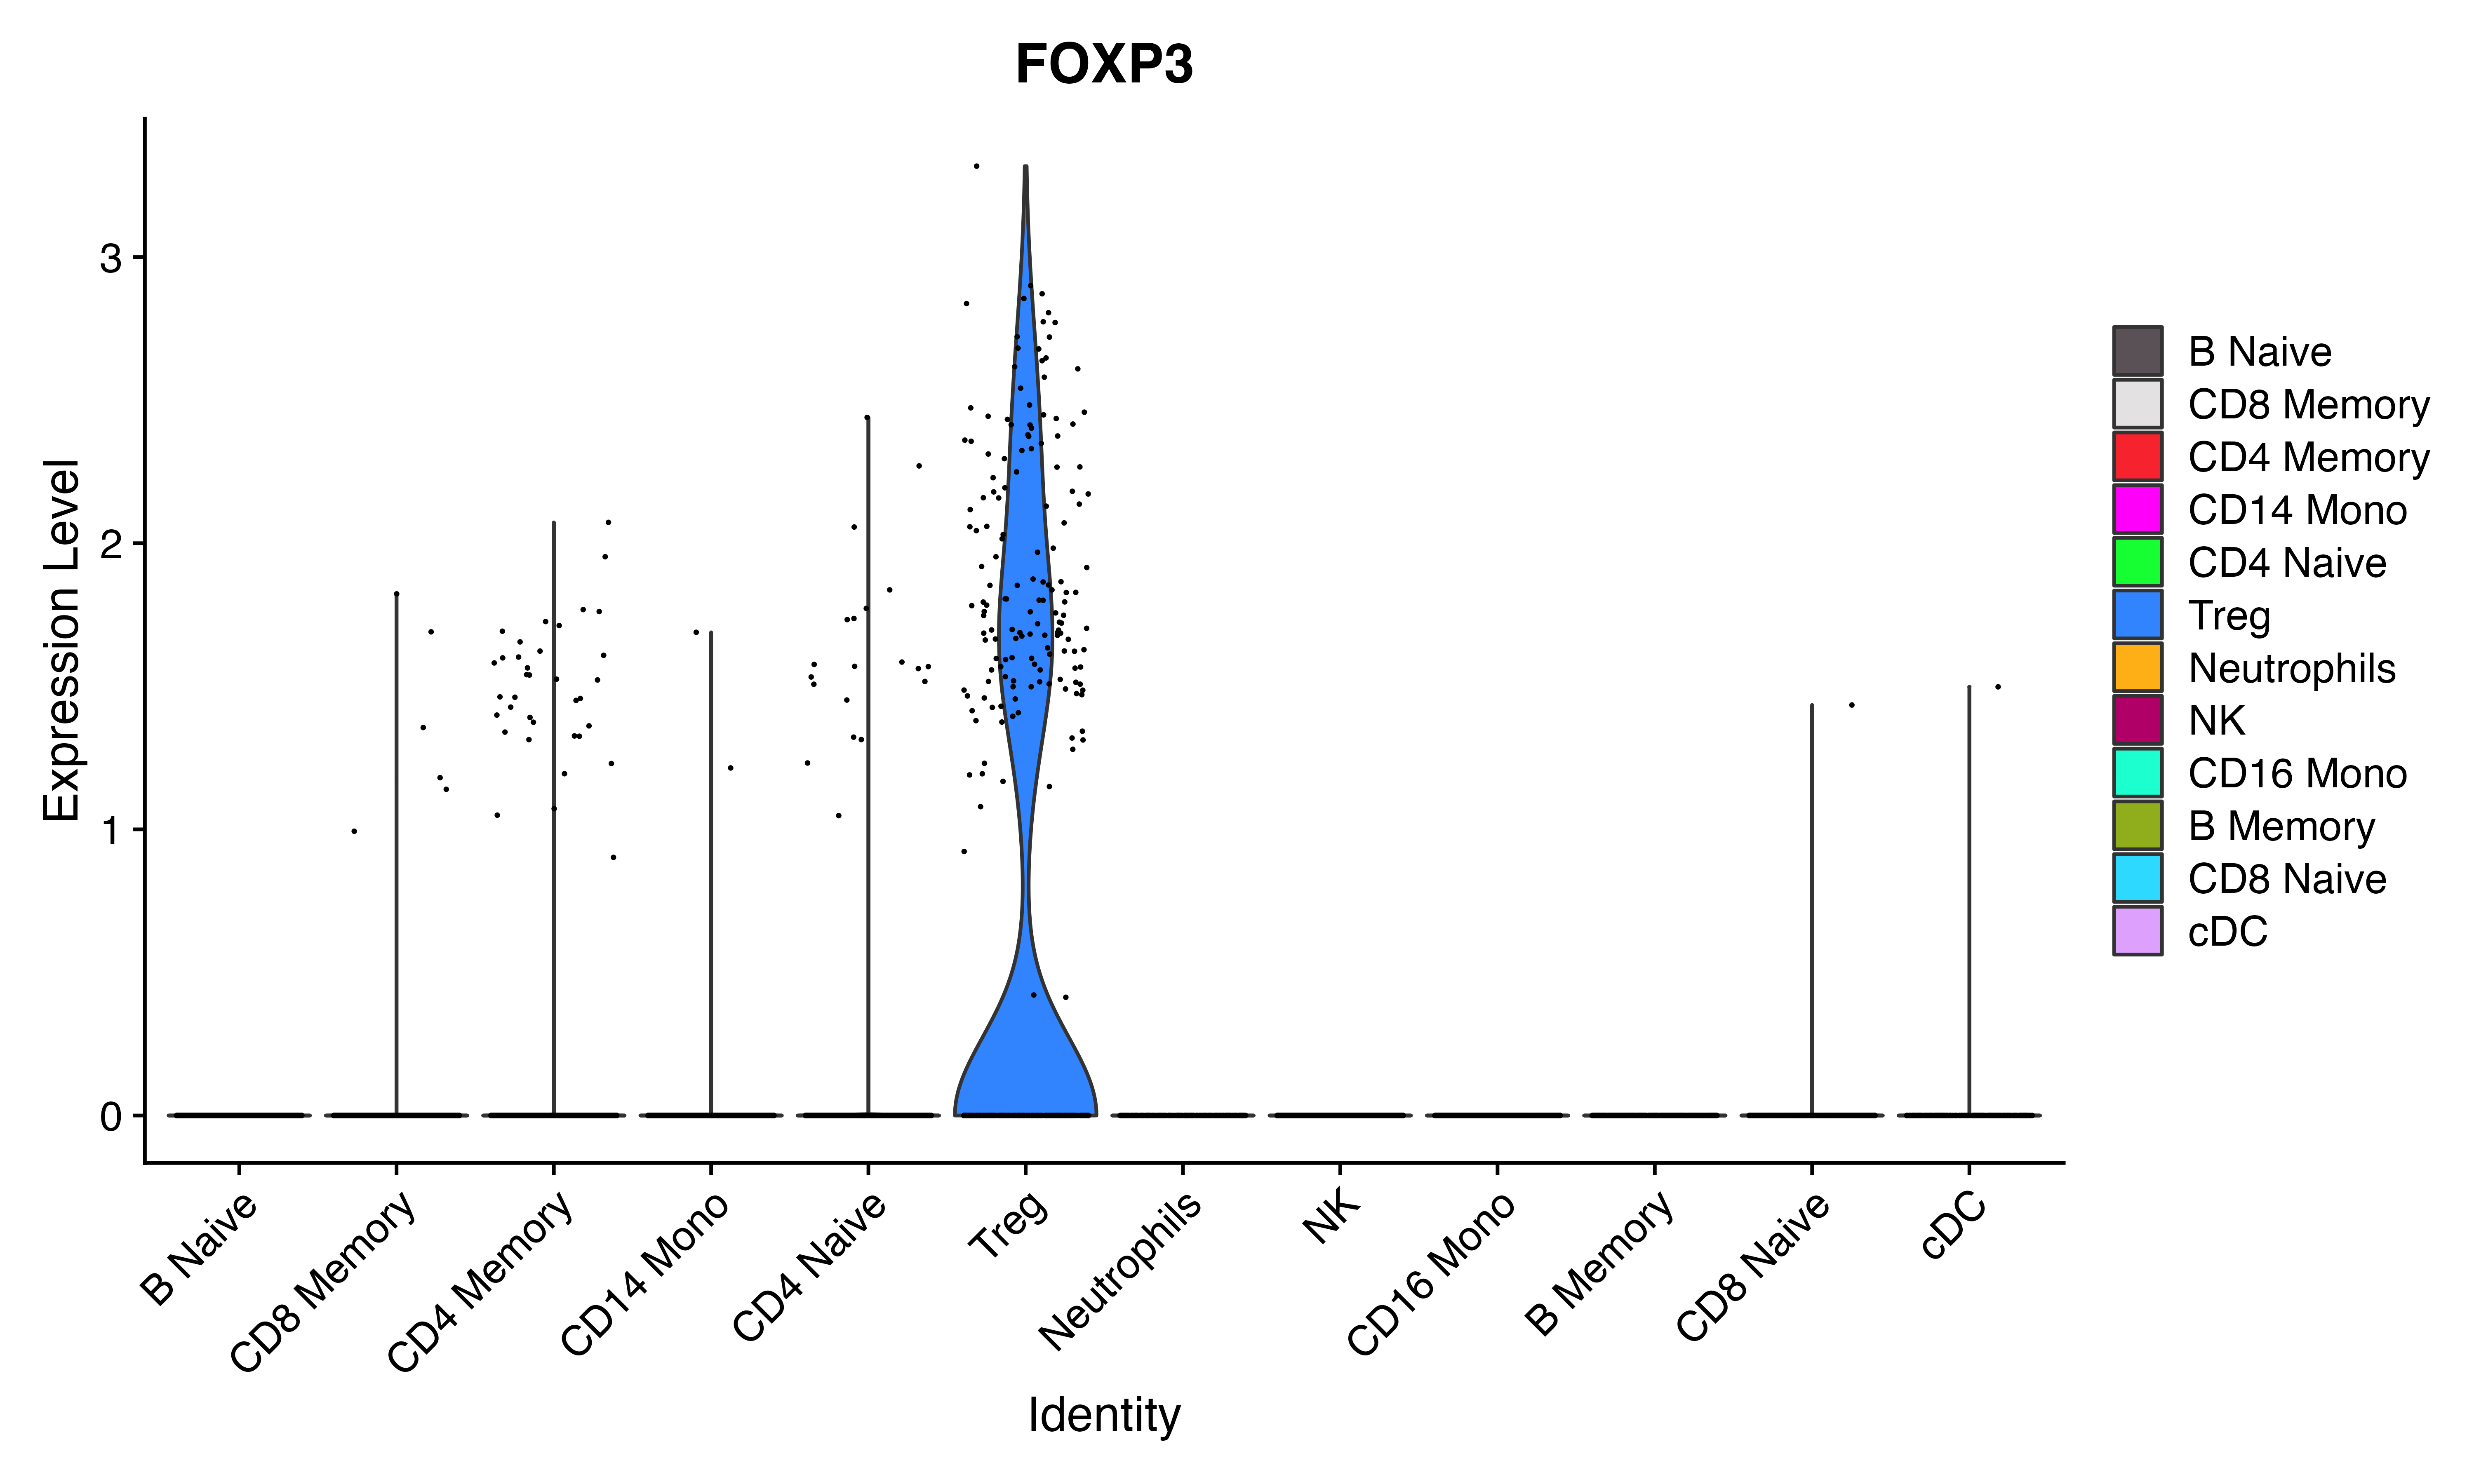 FOXP3
Expression Level
3
2
1
0
B Naive
CD8 Memory
CD4 Memory
CD14 Mono
CD4 Naive
Treg
Neutrophils
NK
CD16 Mono
B Memory
CD8 Naive
cDC
Identity
B Naive
CD8 Memory
CD4 Memory
CD14 Mono
CD4 Naive
Treg
Neutrophils
NK
CD16 Mono
B Memory
CD8 Naive
cDC